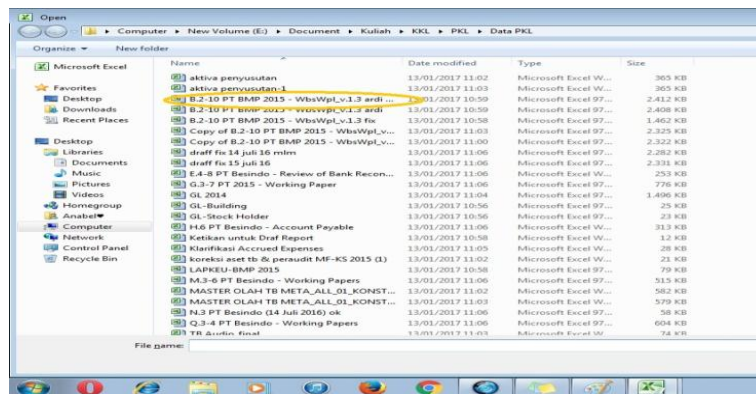 Open
Computer ▸ New Volume (E:) ▸ Document ▸ Kuliah ▸ KKL ▸ PKL ▸ Data PKL
Organize ▾ New folder
Microsoft Excel
Favorites
Desktop
Downloads
Recent Places
Desktop
Libraries
Documents
Music
Pictures
Videos
Homegroup
Anabel♥
Computer
Network
Control Panel
Recycle Bin
Name Date modified Type Size
aktiva penyusutan 13/01/2017 11:02 Microsoft Excel W... 365 KB
aktiva penyusutan-1 13/01/2017 11:03 Microsoft Excel W... 365 KB
B.2-10 PT BMP 2015 - WbsWpl_v.1.3 ardi ... 13/01/2017 10:59 Microsoft Excel 97... 2.412 KB
B.2-10 PT BMP 2015 - WbsWpl_v.1.3 ardi 13/01/2017 10:59 Microsoft Excel 97... 2.408 KB
B.2-10 PT BMP 2015 - WbsWpl_v.1.3 fix 13/01/2017 10:58 Microsoft Excel 97... 1.462 KB
Copy of B.2-10 PT BMP 2015 - WbsWpl_v... 13/01/2017 11:03 Microsoft Excel 97... 2.325 KB
Copy of B.2-10 PT BMP 2015 - WbsWpl_v... 13/01/2017 11:00 Microsoft Excel 97... 2.322 KB
draff fix 14 juli 16 mlm 13/01/2017 11:06 Microsoft Excel 97... 2.282 KB
draff fix 15 juli 16 13/01/2017 11:06 Microsoft Excel 97... 2.331 KB
E.4-8 PT Besindo - Review of Bank Recon... 13/01/2017 11:06 Microsoft Excel W... 253 KB
G.3-7 PT 2015 - Working Paper 13/01/2017 11:06 Microsoft Excel 97... 776 KB
GL 2014 13/01/2017 11:04 Microsoft Excel 97... 1.496 KB
GL-Building 13/01/2017 10:56 Microsoft Excel 97... 25 KB
GL-Stock Holder 13/01/2017 10:56 Microsoft Excel 97... 23 KB
H.6 PT Besindo - Account Payable 13/01/2017 11:06 Microsoft Excel W... 313 KB
Ketikan untuk Draf Report 13/01/2017 10:58 Microsoft Excel W... 12 KB
Klarifikasi Accrued Expenses 13/01/2017 11:05 Microsoft Excel W... 28 KB
koreksi aset tb & peraudit MF-KS 2015 (1) 13/01/2017 11:02 Microsoft Excel W... 21 KB
LAPKEU-BMP 2015 13/01/2017 10:58 Microsoft Excel 97... 79 KB
M.3-6 PT Besindo - Working Papers 13/01/2017 11:06 Microsoft Excel 97... 515 KB
MASTER OLAH TB META_ALL_01_KONST... 13/01/2017 11:02 Microsoft Excel W... 582 KB
MASTER OLAH TB META_ALL_01_KONST... 13/01/2017 11:03 Microsoft Excel W... 579 KB
N.3 PT Besindo (14 Juli 2016) ok 13/01/2017 11:06 Microsoft Excel 97... 58 KB
Q.3-4 PT Besindo - Working Papers 13/01/2017 11:06 Microsoft Excel 97... 604 KB
TB Audio final 13/01/2017 11:03 Microsoft Excel W... 74 KB
File name: